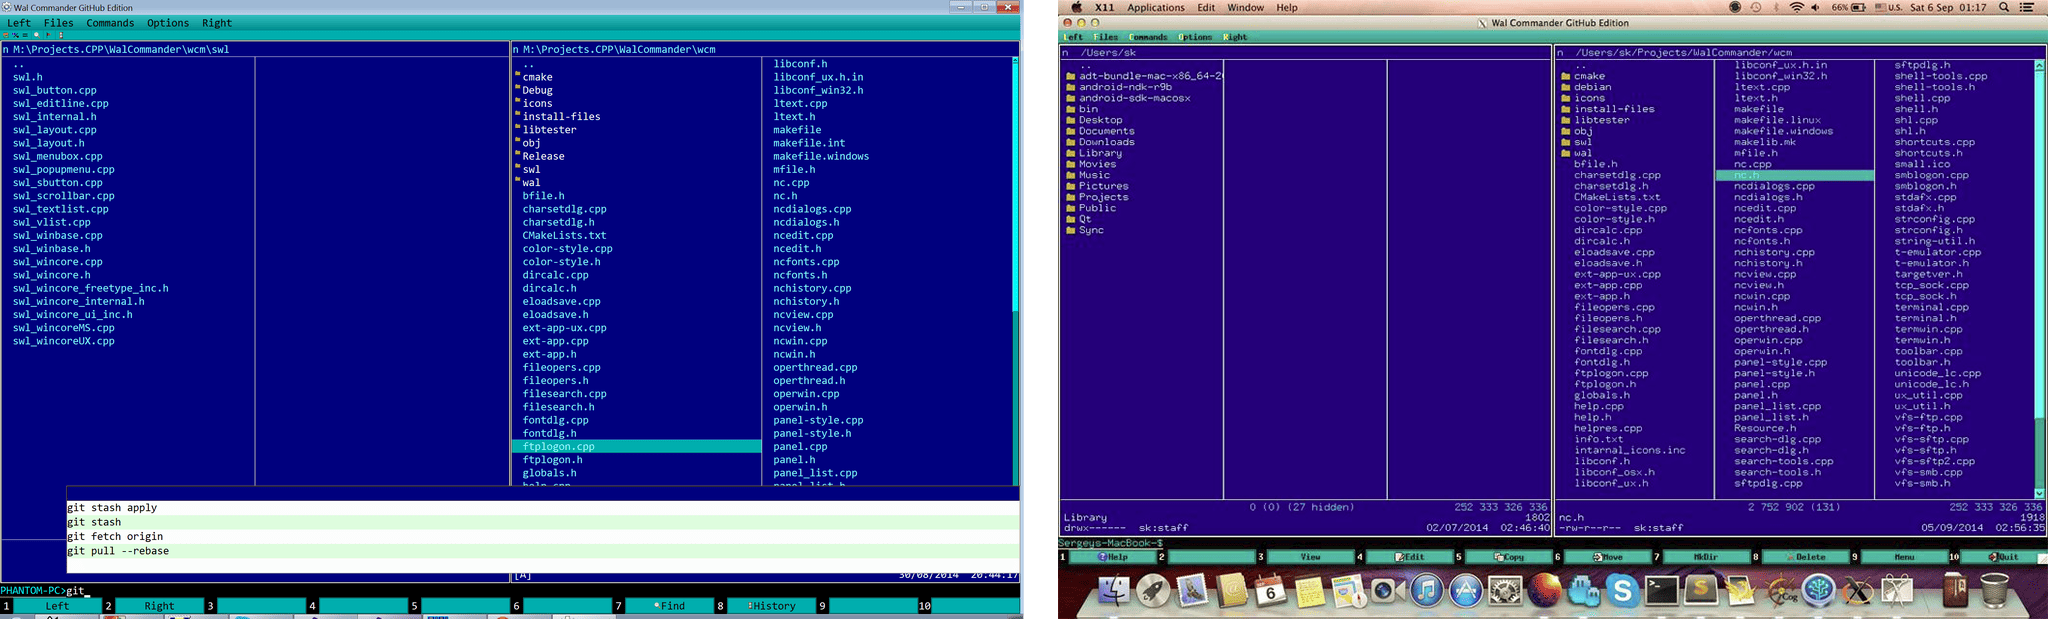 Wal Commander GitHub Edition
Left Files Commands Options Right
n M:\Projects.CPP\WalCommander\wcm\swl
..
swl.h
swl_button.cpp
swl_editline.cpp
swl_internal.h
swl_layout.cpp
swl_layout.h
swl_menubox.cpp
swl_popupmenu.cpp
swl_sbutton.cpp
swl_scrollbar.cpp
swl_textlist.cpp
swl_vlist.cpp
swl_winbase.cpp
swl_winbase.h
swl_wincore.cpp
swl_wincore.h
swl_wincore_freetype_inc.h
swl_wincore_internal.h
swl_wincore_ui_inc.h
swl_wincoreMS.cpp
swl_wincoreUX.cpp
n M:\Projects.CPP\WalCommander\wcm
..
cmake
Debug
icons
install-files
libtester
obj
Release
swl
wal
bfile.h
charsetdlg.cpp
charsetdlg.h
CMakeLists.txt
color-style.cpp
color-style.h
dircalc.cpp
dircalc.h
eloadsave.cpp
eloadsave.h
ext-app-ux.cpp
ext-app.cpp
ext-app.h
fileopers.cpp
fileopers.h
filesearch.cpp
filesearch.h
fontdlg.cpp
fontdlg.h
ftplogon.cpp
ftplogon.h
globals.h
help.cpp
libconf.h
libconf_ux.h.in
libconf_win32.h
ltext.cpp
ltext.h
makefile
makefile.int
makefile.windows
mfile.h
nc.cpp
nc.h
ncdialogs.cpp
ncdialogs.h
ncedit.cpp
ncedit.h
ncfonts.cpp
ncfonts.h
nchistory.cpp
nchistory.h
ncview.cpp
ncview.h
ncwin.cpp
ncwin.h
operthread.cpp
operthread.h
operwin.cpp
operwin.h
panel-style.cpp
panel-style.h
panel.cpp
panel.h
panel_list.cpp
panel_list.h
git stash apply
git stash
git fetch origin
git pull --rebase
[A] 30/08/2014 20:44:17
PHANTOM-PC>git_
1 Left 2 Right 3 4 5 6 7 Find 8 History 9 10
X11 Applications Edit Window Help 66% U.S. Sat 6 Sep 01:17
Wal Commander GitHub Edition
Left Files Commands Options Right
n /Users/sk
..
adt-bundle-mac-x86_64-20
android-ndk-r9b
android-sdk-macosx
bin
Desktop
Documents
Downloads
Library
Movies
Music
Pictures
Projects
Public
Qt
Sync
0 (0) (27 hidden) 252 333 326 336
Library 1802
drwx------ sk:staff 02/07/2014 02:46:40
n /Users/sk/Projects/WalCommander/wcm
..
cmake
debian
icons
install-files
libtester
obj
swl
wal
bfile.h
charsetdlg.cpp
charsetdlg.h
CMakeLists.txt
color-style.cpp
color-style.h
dircalc.cpp
dircalc.h
eloadsave.cpp
eloadsave.h
ext-app-ux.cpp
ext-app.h
fileopers.cpp
fileopers.h
filesearch.cpp
filesearch.h
fontdlg.cpp
fontdlg.h
ftplogon.cpp
ftplogon.h
globals.h
help.cpp
help.h
helpres.cpp
info.txt
intarnal_icons.inc
libconf.h
libconf_osx.h
libconf_ux.h
libconf_ux.h.in
libconf_win32.h
ltext.cpp
ltext.h
makefile
makefile.linux
makefile.windows
makelib.mk
mfile.h
nc.cpp
nc.h
ncdialogs.cpp
ncdialogs.h
ncedit.cpp
ncedit.h
ncfonts.cpp
ncfonts.h
nchistory.cpp
nchistory.h
ncview.cpp
ncview.h
ncwin.cpp
ncwin.h
operthread.cpp
operthread.h
operwin.cpp
operwin.h
panel-style.cpp
panel-style.h
panel.cpp
panel_list.cpp
panel_list.h
Resource.h
search-dlg.cpp
search-dlg.h
search-tools.cpp
search-tools.h
sftpdlg.cpp
sftpdlg.h
shell-tools.cpp
shell-tools.h
shell.cpp
shell.h
shl.cpp
shl.h
shortcuts.cpp
shortcuts.h
small.ico
smblogon.cpp
smblogon.h
stdafx.cpp
stdafx.h
strconfig.cpp
strconfig.h
string-util.h
t-emulator.cpp
t-emulator.h
targetver.h
tcp_sock.cpp
tcp_sock.h
terminal.cpp
terminal.h
termwin.cpp
termwin.h
toolbar.cpp
toolbar.h
unicode_lc.cpp
unicode_lc.h
ux_util.cpp
ux_util.h
vfs-ftp.cpp
vfs-ftp.h
vfs-sftp.cpp
vfs-sftp.h
vfs-sftp2.cpp
vfs-smb.cpp
vfs-smb.h
2 752 902 (131) 252 333 326 336
nc.h 1918
-rw-r--r-- sk:staff 05/09/2014 02:56:35
Sergeys-MacBook-$
1 Help 2 3 View 4 Edit 5 Copy 6 Move 7 MkDir 8 Delete 9 Menu 10 Quit